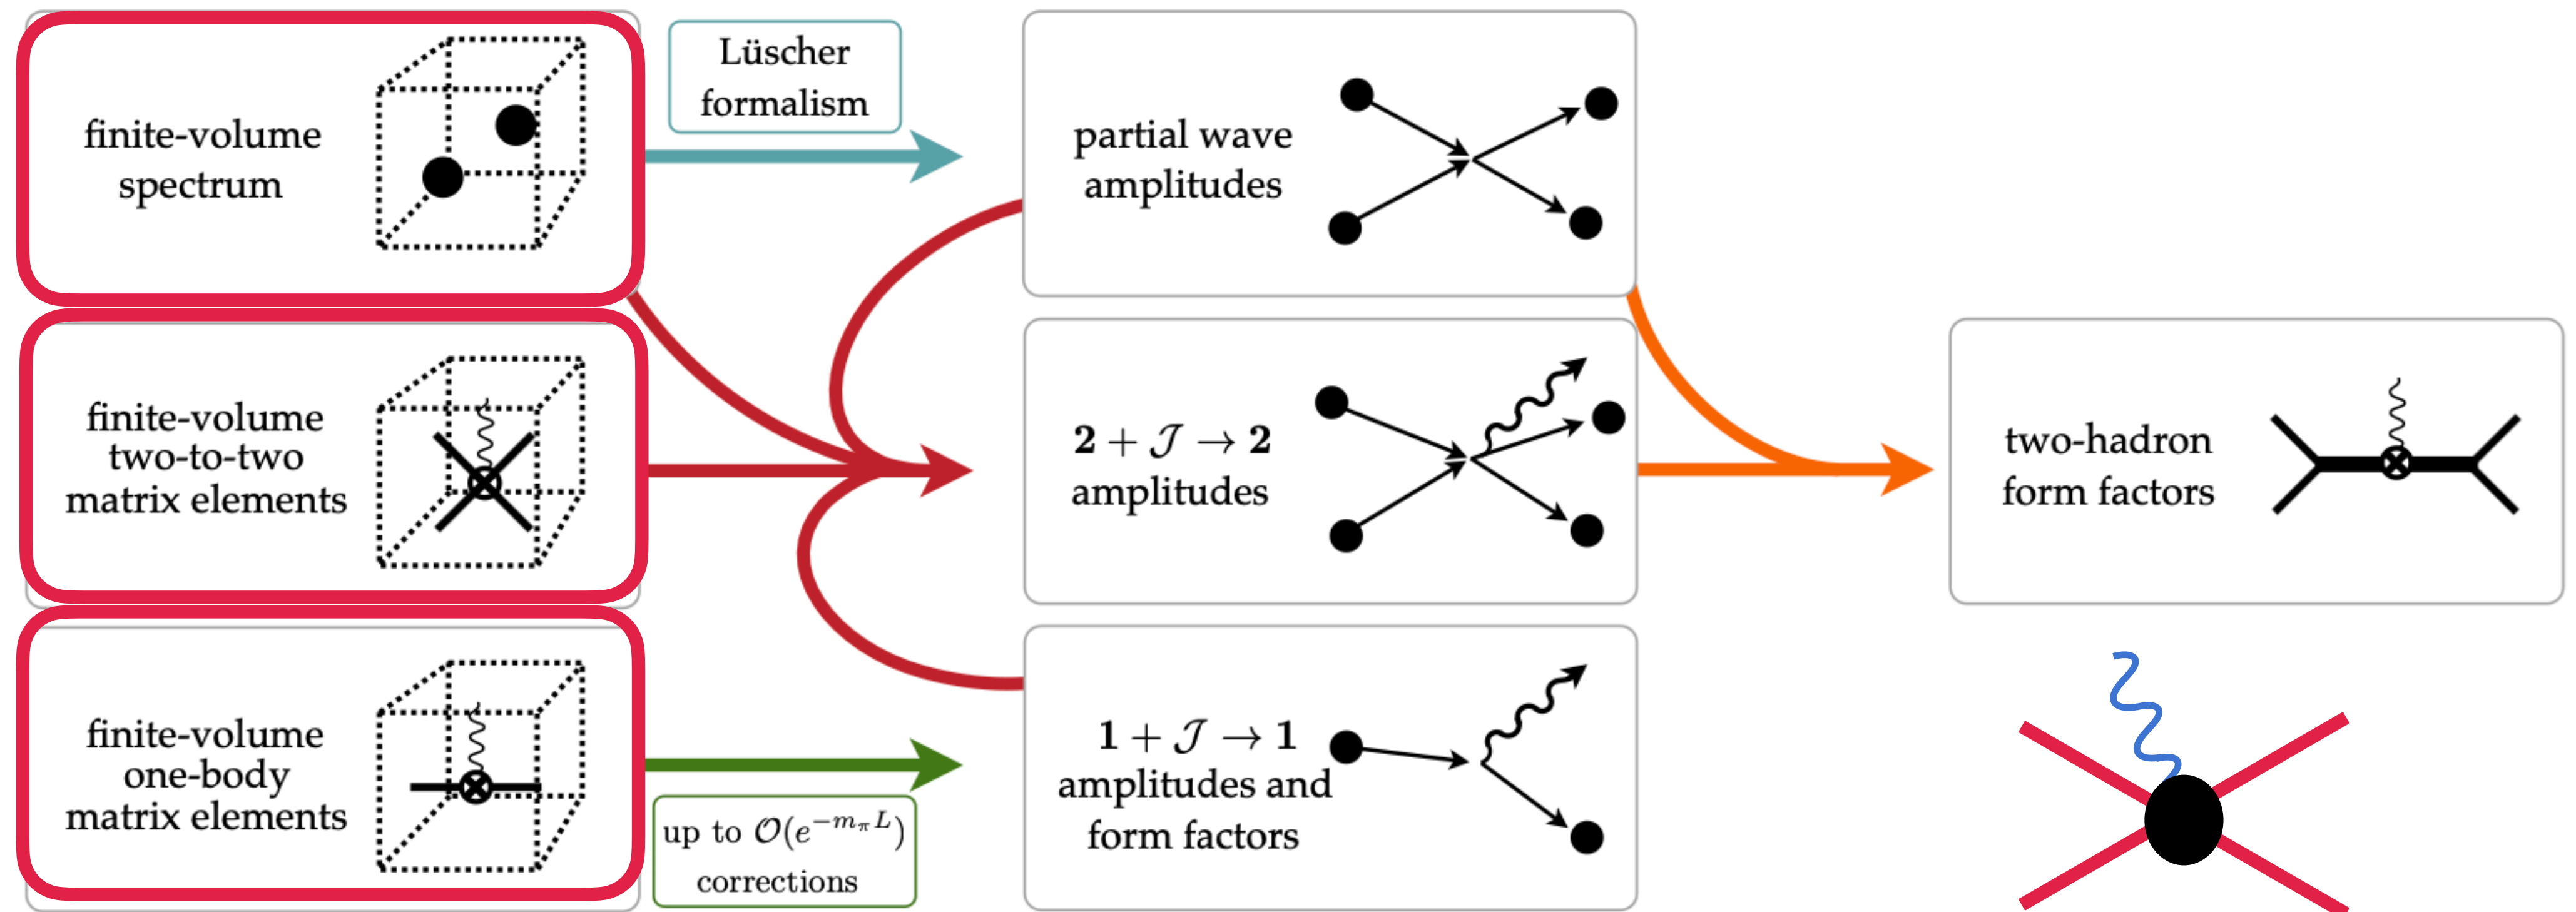 finite-volume
spectrum
Lüscher
formalism
partial wave
amplitudes
finite-volume
two-to-two
matrix elements
2 + 𝒥 → 2
amplitudes
two-hadron
form factors
finite-volume
one-body
matrix elements
up to 𝒪(e^{-m_π L})
corrections
1 + 𝒥 → 1
amplitudes and
form factors